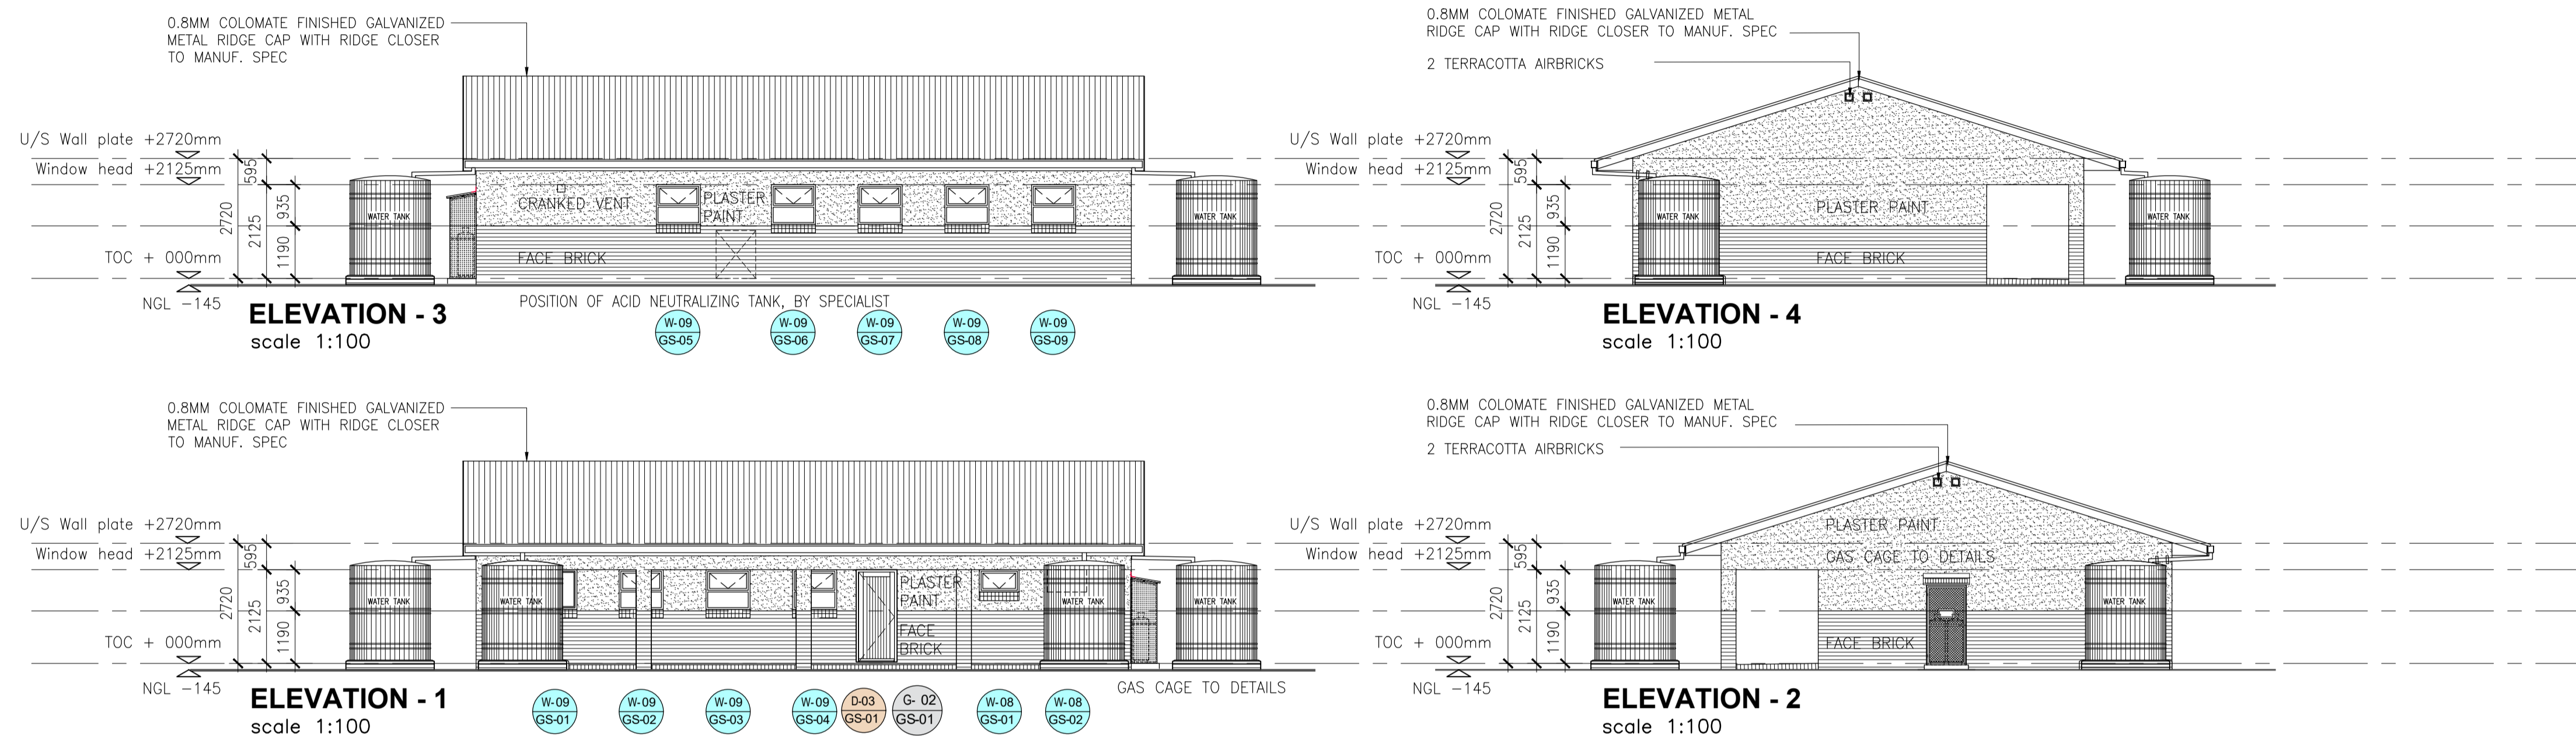 0.8MM COLOMATE FINISHED GALVANIZED
METAL RIDGE CAP WITH RIDGE CLOSER
TO MANUF. SPEC
U/S Wall plate +2720mm
Window head +2125mm
TOC + 000mm
NGL -145
2720
595
2125
935
1190
WATER TANK
CRANKED VENT
PLASTER
PAINT
FACE BRICK
WATER TANK
POSITION OF ACID NEUTRALIZING TANK, BY SPECIALIST
ELEVATION - 3
scale 1:100
W-09
GS-05
W-09
GS-06
W-09
GS-07
W-09
GS-08
W-09
GS-09
0.8MM COLOMATE FINISHED GALVANIZED METAL
RIDGE CAP WITH RIDGE CLOSER TO MANUF. SPEC
2 TERRACOTTA AIRBRICKS
U/S Wall plate +2720mm
Window head +2125mm
TOC + 000mm
NGL -145
2720
595
2125
935
1190
WATER TANK
PLASTER PAINT
FACE BRICK
WATER TANK
ELEVATION - 4
scale 1:100
0.8MM COLOMATE FINISHED GALVANIZED
METAL RIDGE CAP WITH RIDGE CLOSER
TO MANUF. SPEC
U/S Wall plate +2720mm
Window head +2125mm
TOC + 000mm
NGL -145
2720
595
2125
935
1190
WATER TANK
WATER TANK
PLASTER
PAINT
FACE
BRICK
WATER TANK
WATER TANK
GAS CAGE TO DETAILS
ELEVATION - 1
scale 1:100
W-09
GS-01
W-09
GS-02
W-09
GS-03
W-09
GS-04
D-03
GS-01
G- 02
GS-01
W-08
GS-01
W-08
GS-02
0.8MM COLOMATE FINISHED GALVANIZED METAL
RIDGE CAP WITH RIDGE CLOSER TO MANUF. SPEC
2 TERRACOTTA AIRBRICKS
U/S Wall plate +2720mm
Window head +2125mm
TOC + 000mm
NGL -145
2720
595
2125
935
1190
WATER TANK
PLASTER PAINT
GAS CAGE TO DETAILS
FACE BRICK
WATER TANK
ELEVATION - 2
scale 1:100